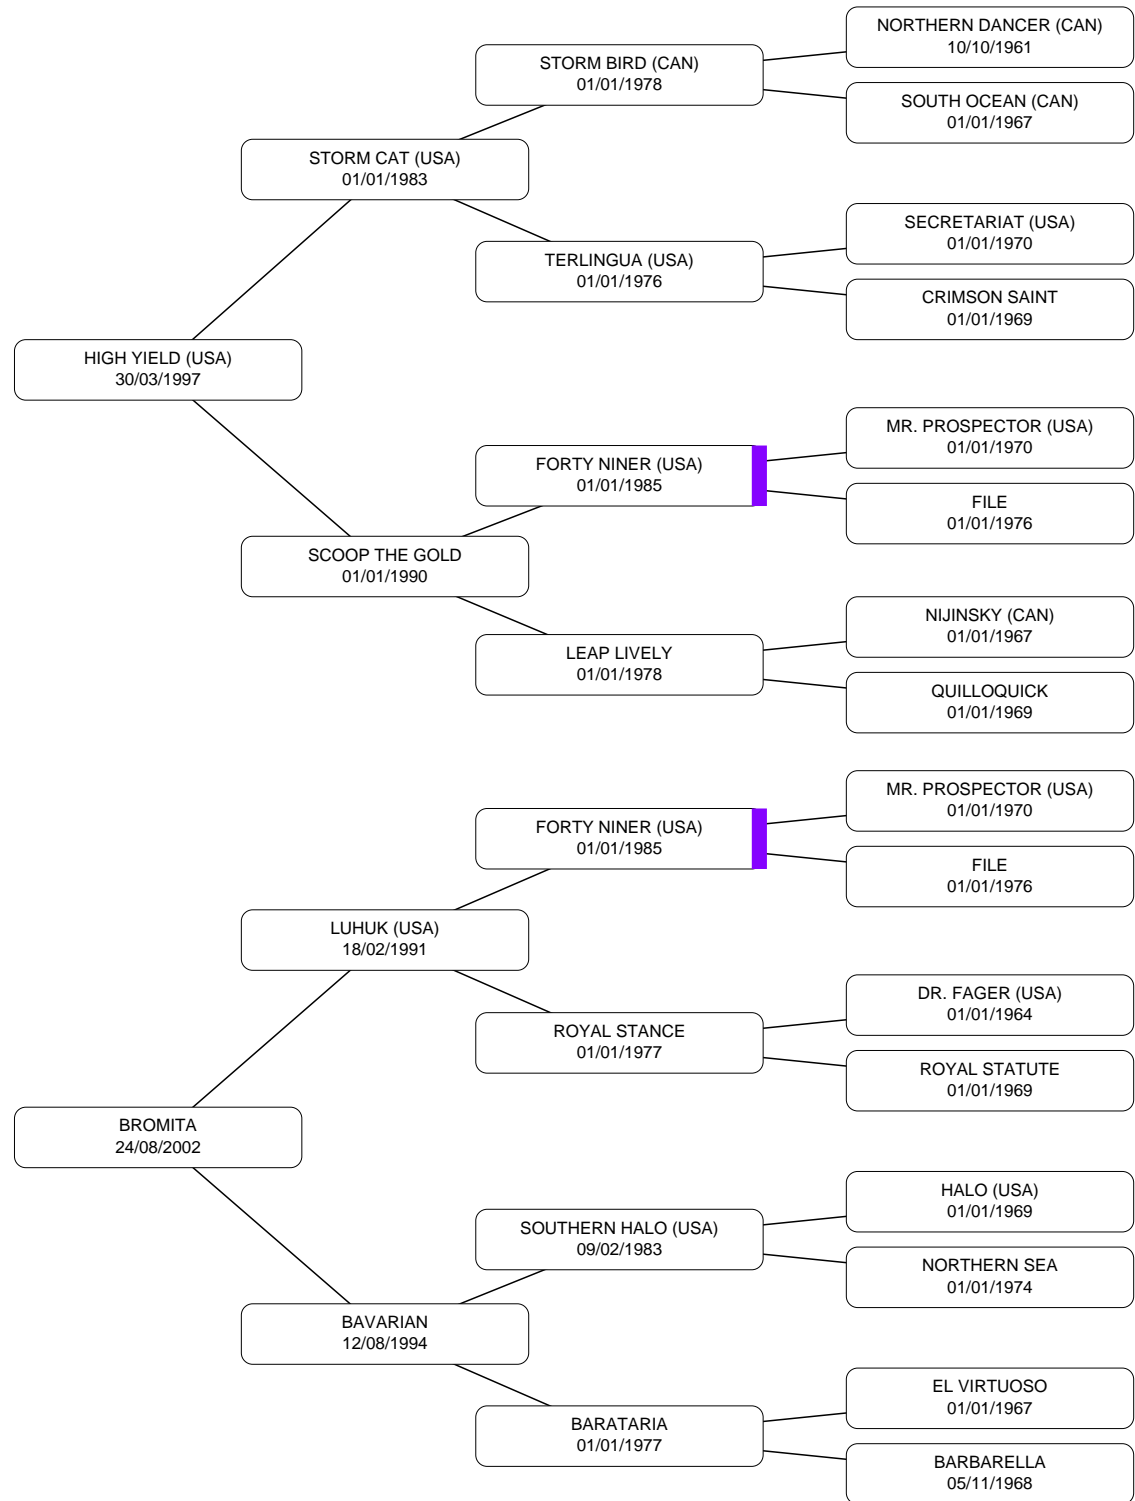 NORTHERN DANCER (CAN)
10/10/1961
STORM BIRD (CAN)
01/01/1978
SOUTH OCEAN (CAN)
01/01/1967
STORM CAT (USA)
01/01/1983
SECRETARIAT (USA)
01/01/1970
TERLINGUA (USA)
01/01/1976
CRIMSON SAINT
01/01/1969
HIGH YIELD (USA)
30/03/1997
MR. PROSPECTOR (USA)
01/01/1970
FORTY NINER (USA)
01/01/1985
FILE
01/01/1976
SCOOP THE GOLD
01/01/1990
NIJINSKY (CAN)
01/01/1967
LEAP LIVELY
01/01/1978
QUILLOQUICK
01/01/1969
MR. PROSPECTOR (USA)
01/01/1970
FORTY NINER (USA)
01/01/1985
FILE
01/01/1976
LUHUK (USA)
18/02/1991
DR. FAGER (USA)
01/01/1964
ROYAL STANCE
01/01/1977
ROYAL STATUTE
01/01/1969
BROMITA
24/08/2002
HALO (USA)
01/01/1969
SOUTHERN HALO (USA)
09/02/1983
NORTHERN SEA
01/01/1974
BAVARIAN
12/08/1994
EL VIRTUOSO
01/01/1967
BARATARIA
01/01/1977
BARBARELLA
05/11/1968